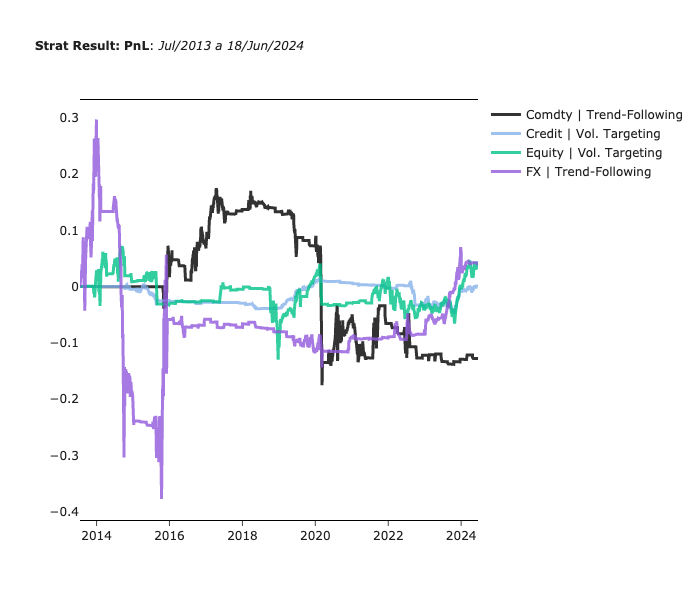 Strat Result: PnL: Jul/2013 a 18/Jun/2024
Comdty | Trend-Following
Credit | Vol. Targeting
Equity | Vol. Targeting
FX | Trend-Following
0.3
0.2
0.1
0
−0.1
−0.2
−0.3
−0.4
2014 2016 2018 2020 2022 2024